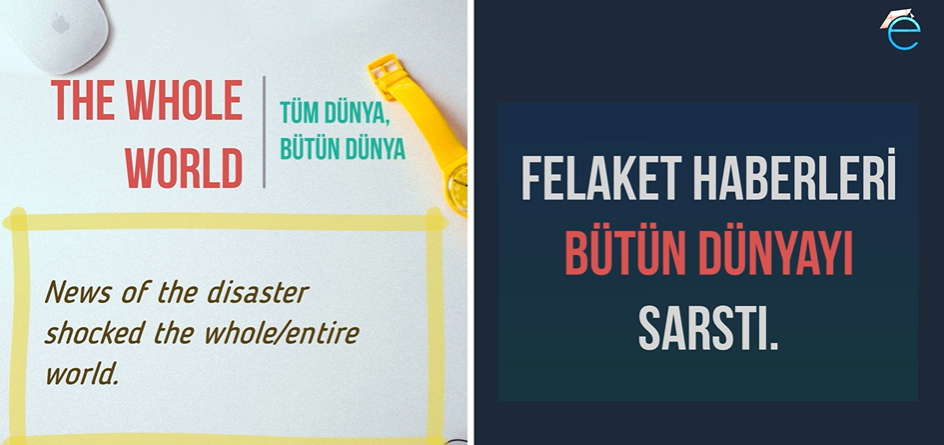 THE WHOLE
WORLD
TÜM DÜNYA,
BÜTÜN DÜNYA
News of the disaster
shocked the whole/entire
world.
e
FELAKET HABERLERİ
BÜTÜN DÜNYAYI
SARSTI.